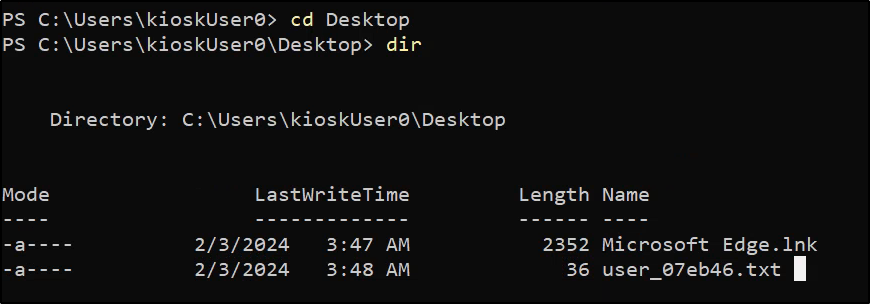 PS C:\Users\kioskUser0> cd Desktop
PS C:\Users\kioskUser0\Desktop> dir
Directory: C:\Users\kioskUser0\Desktop
Mode LastWriteTime Length Name
---- ------------- ------ ----
-a---- 2/3/2024 3:47 AM 2352 Microsoft Edge.lnk
-a---- 2/3/2024 3:48 AM 36 user_07eb46.txt